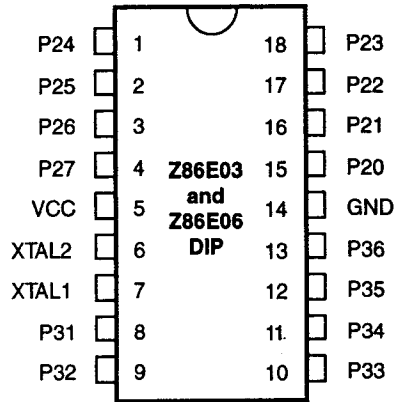 P24 1 18 P23
P25 2 17 P22
P26 3 16 P21
P27 4 Z86E03 15 P20
and
VCC 5 14 GND
Z86E06
XTAL2 6 DIP 13 P36
XTAL1 7 12 P35
P31 8 11 P34
P32 9 10 P33